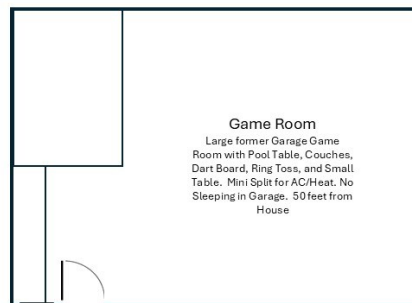 Game Room
Large former Garage Game
Room with Pool Table, Couches,
Dart Board, Ring Toss, and Small
Table. Mini Split for AC/Heat. No
Sleeping in Garage. 50 feet from
House